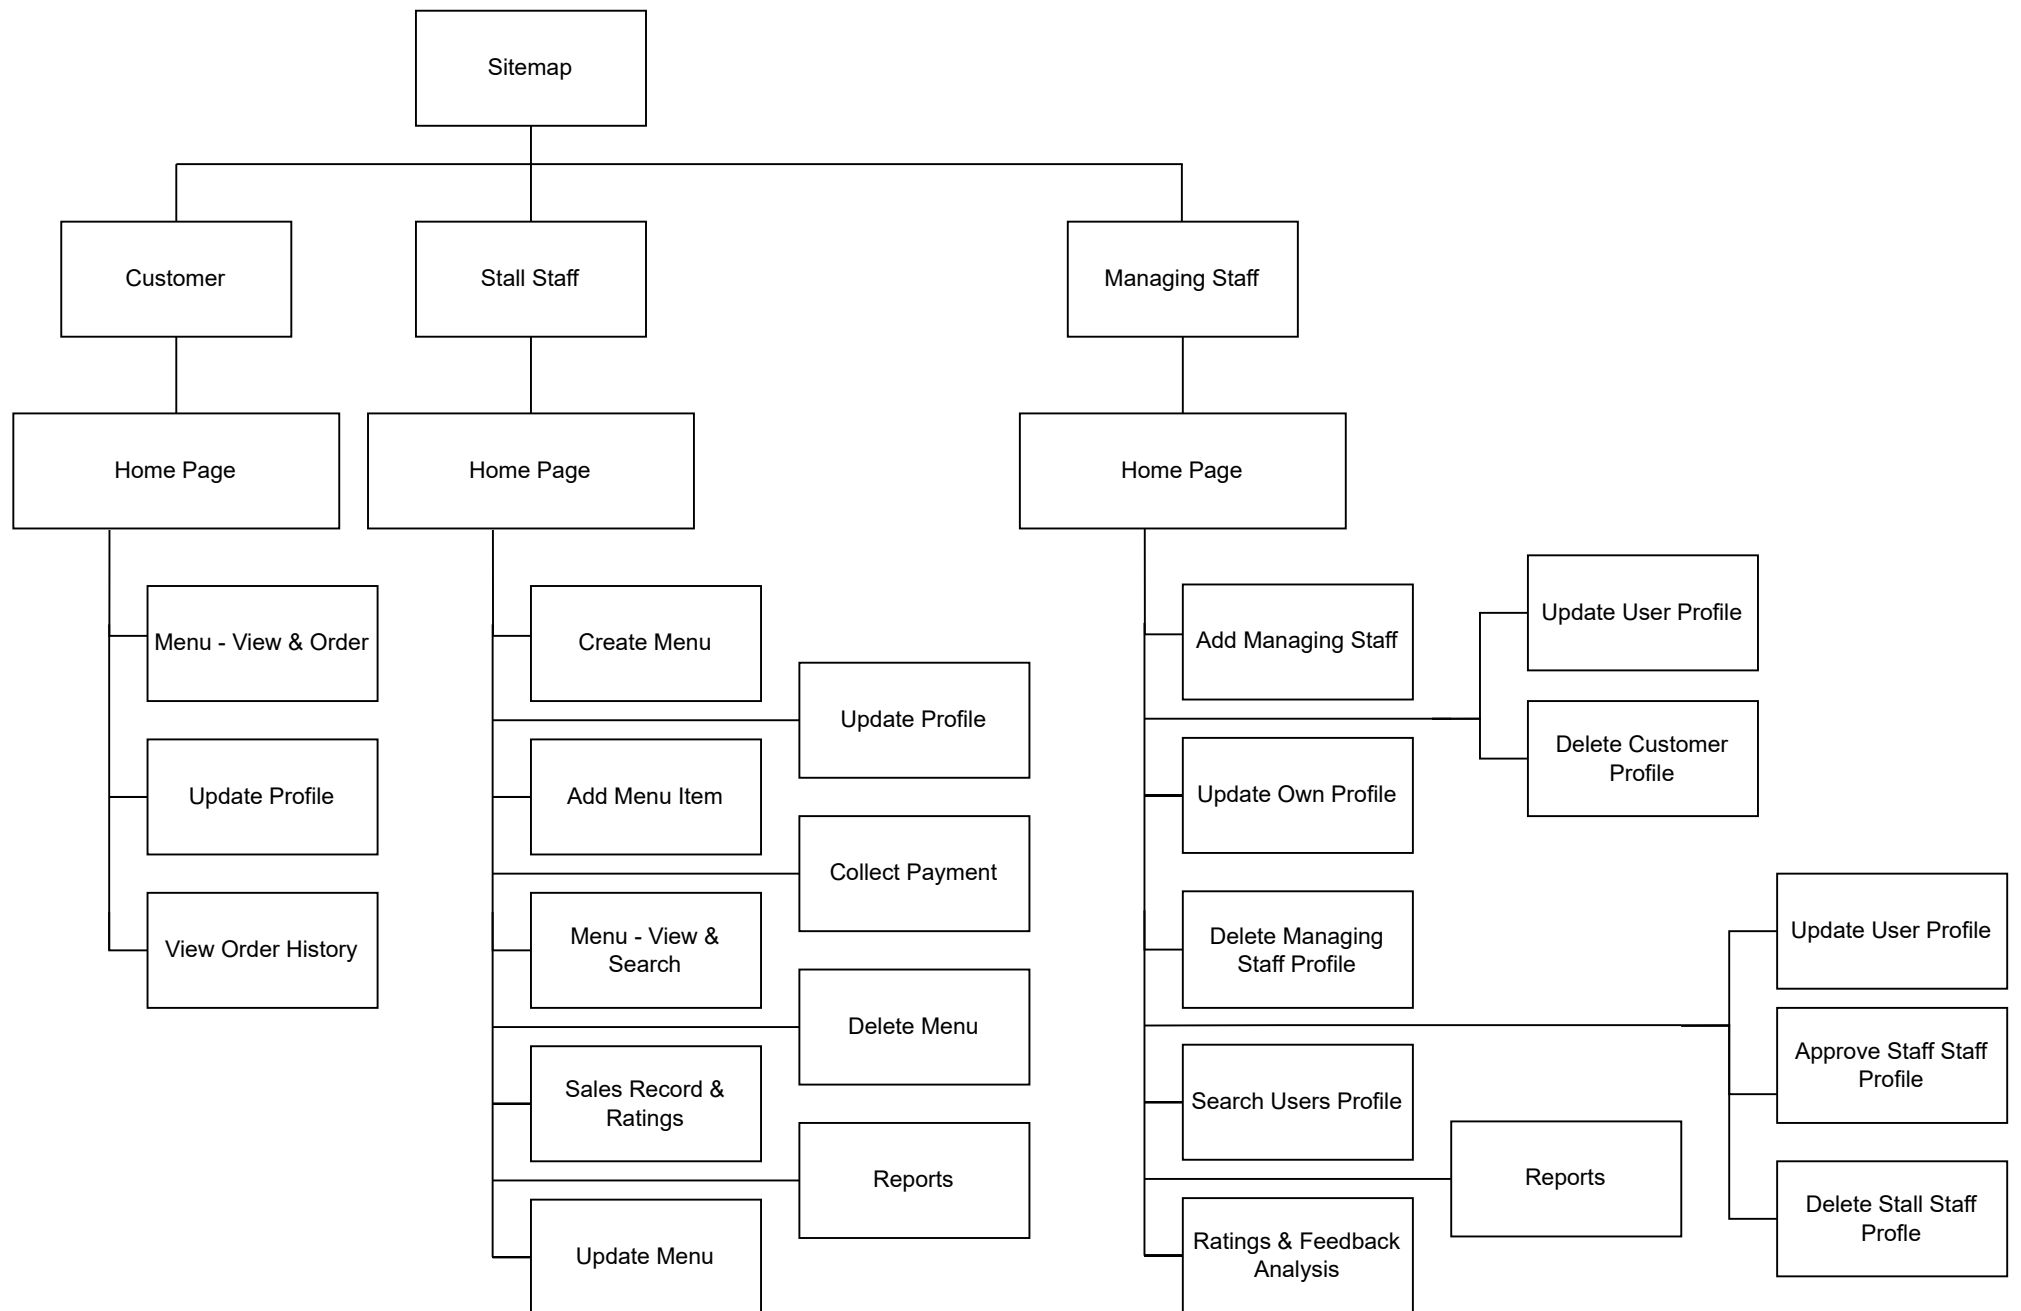 Sitemap
Customer
Stall Staff
Managing Staff
Home Page
Home Page
Home Page
Menu - View & Order
Update Profile
View Order History
Create Menu
Update Profile
Add Menu Item
Collect Payment
Menu - View &
Search
Delete Menu
Sales Record &
Ratings
Reports
Update Menu
Add Managing Staff
Update User Profile
Delete Customer
Profile
Update Own Profile
Delete Managing
Staff Profile
Update User Profile
Approve Staff Staff
Profile
Delete Stall Staff
Profle
Search Users Profile
Reports
Ratings & Feedback
Analysis